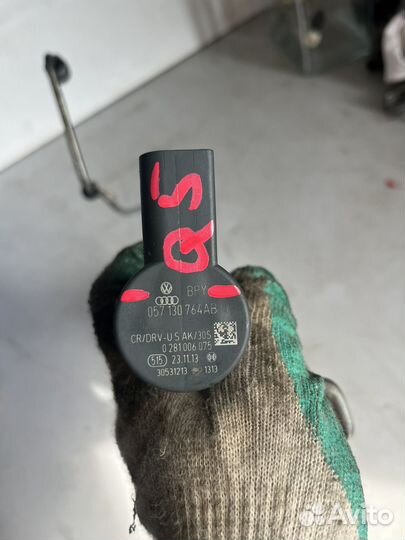 Q5
BPY
057 130 764AB
CR/DRV-U S AK/30S
0 281 006 075
515 23.11.13
30531213 1313
Avito